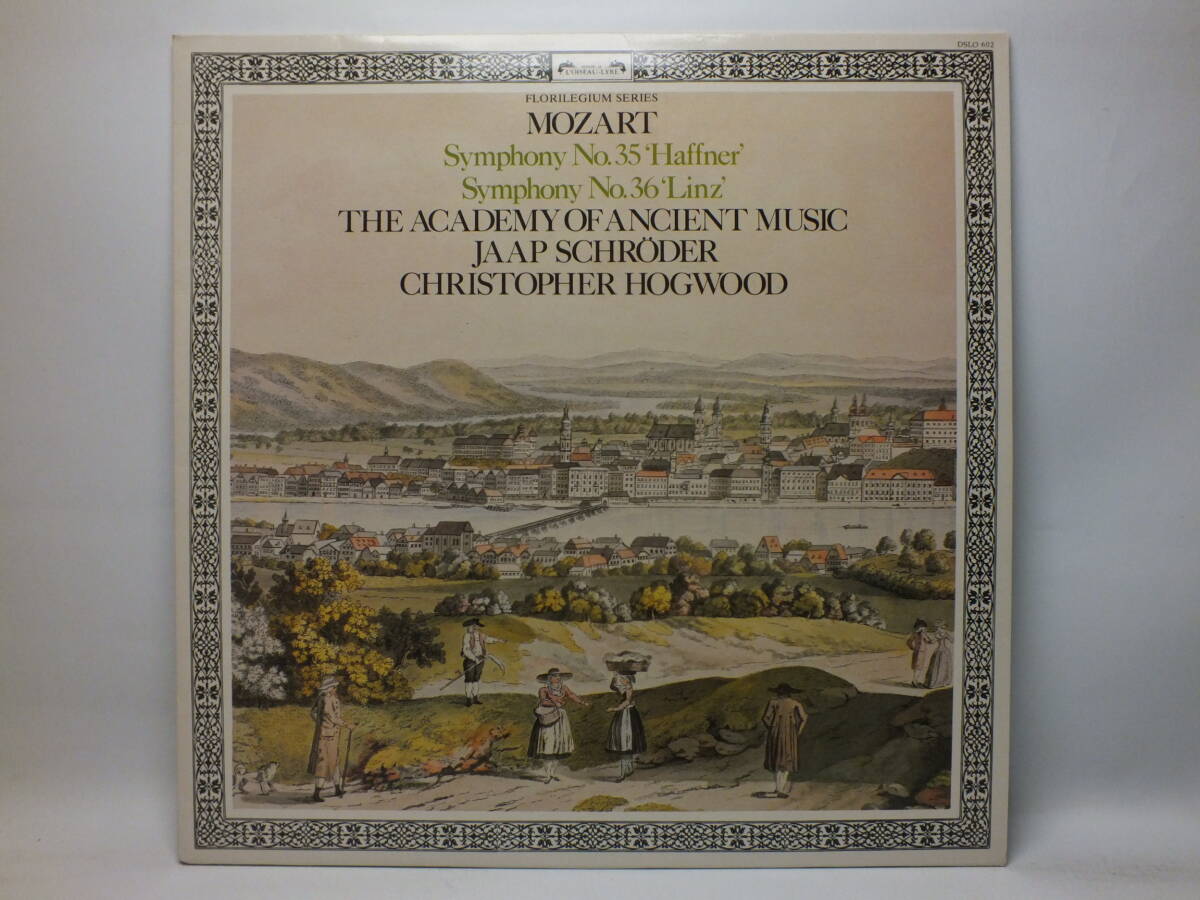 DSLO 602
L'OISEAU-LYRE
FLORILEGIUM SERIES
MOZART
Symphony No. 35 'Haffner'
Symphony No. 36 'Linz'
THE ACADEMY OF ANCIENT MUSIC
JAAP SCHRÖDER
CHRISTOPHER HOGWOOD